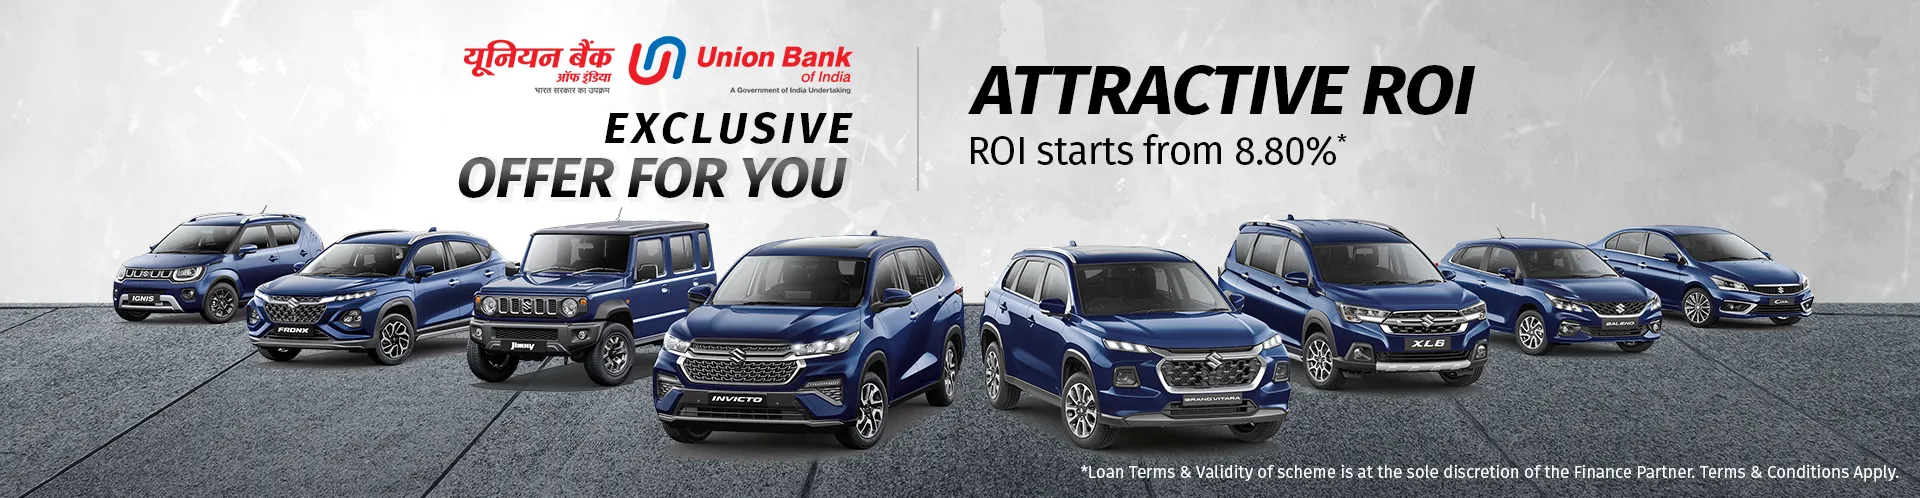 यूनियन बैंक
ऑफ इंडिया
भारत सरकार का उपक्रम
Union Bank
of India
A Government of India Undertaking
EXCLUSIVE
OFFER FOR YOU
ATTRACTIVE ROI
ROI starts from 8.80%*
IGNIS
FRONX
Jimny
INVICTO
GRAND VITARA
XL6
BALENO
*Loan Terms & Validity of scheme is at the sole discretion of the Finance Partner. Terms & Conditions Apply.